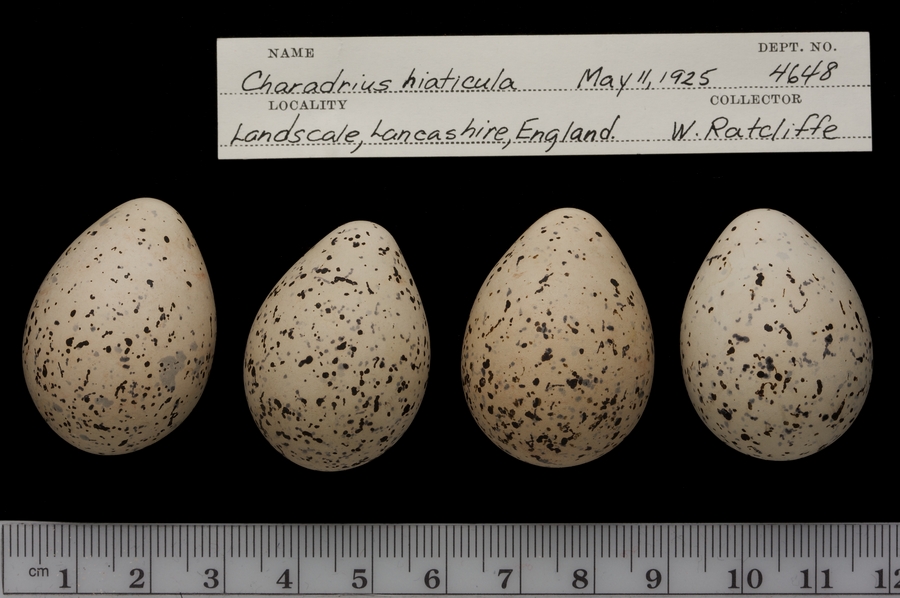 NAME DEPT. NO.
Charadrius hiaticula May 11, 1925 4648
LOCALITY COLLECTOR
Landscale, Lancashire, England. W. Ratcliffe
cm 1 2 3 4 5 6 7 8 9 10 11 12